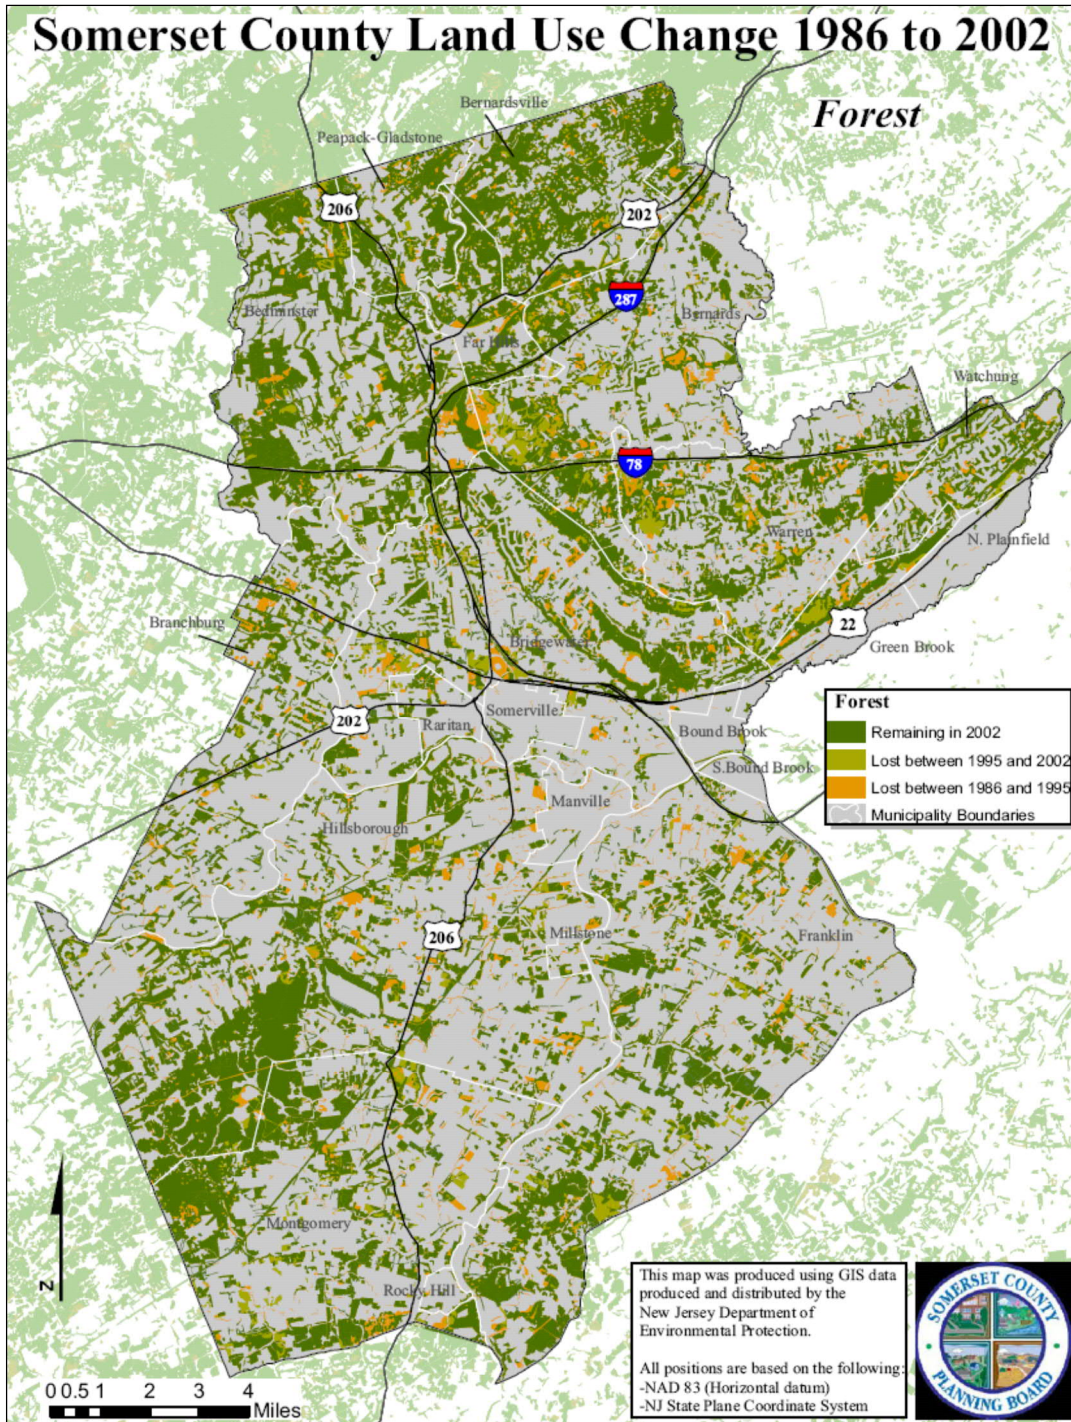 Somerset County Land Use Change 1986 to 2002
Forest
Bernardsville
Peapack-Gladstone
206
202
287
Bedminster
Bernards
Far Hills
Watchung
78
Warren
N. Plainfield
Branchburg
22
Bridgewater
Green Brook
Forest
Remaining in 2002
Lost between 1995 and 2002
Lost between 1986 and 1995
Municipality Boundaries
202
Raritan
Somerville
Bound Brook
S.Bound Brook
Manville
Hillsborough
206
Millstone
Franklin
Montgomery
Rocky Hill
N
This map was produced using GIS data
produced and distributed by the
New Jersey Department of
Environmental Protection.
All positions are based on the following:
-NAD 83 (Horizontal datum)
-NJ State Plane Coordinate System
SOMERSET COUNTY
PLANNING BOARD
0 0.5 1 2 3 4
Miles